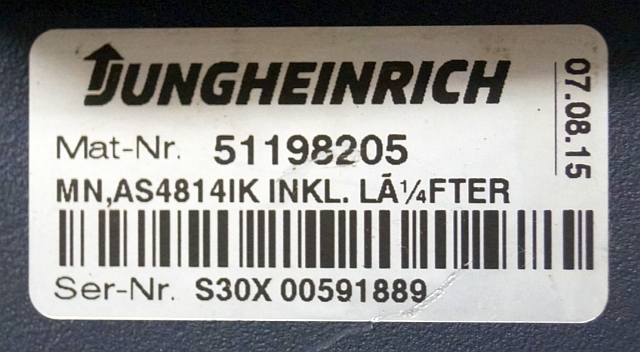 JUNGHEINRICH
07.08.15
Mat-Nr. 51198205
MN,AS4814IK INKL. LÃ¼FTER
Ser-Nr. S30X 00591889